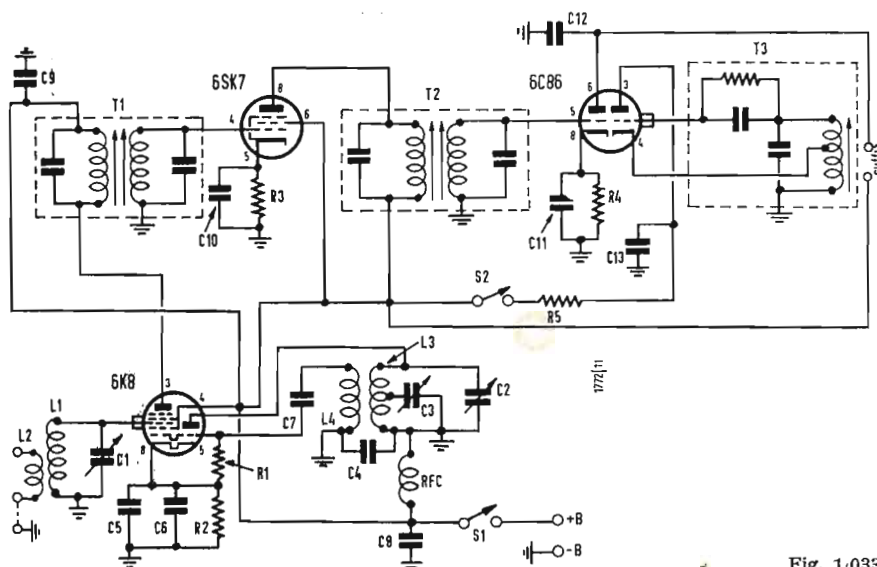 C12
T3
6SK7
6C86
C9
8
T2
6
3
T1
4
6
5
8
4
5
R3
R4
C10
C11
C13
S2
R5
L3
6K8
3
4
C2
C3
1772/11
L1
C7
L2
L4
C1
8
5
C4
R1
RFC
C5
C6
R2
C8
S1
+B
-B
Fig. 1.033